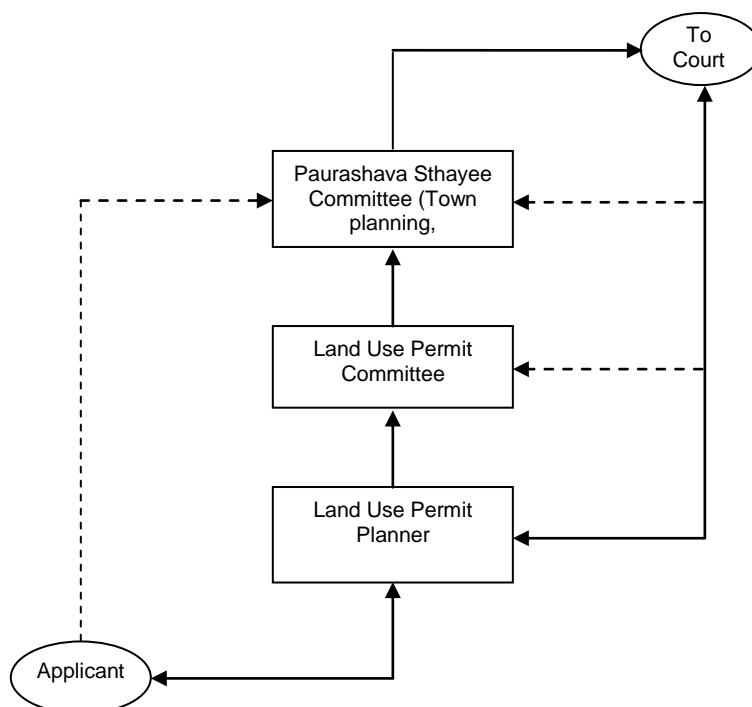 To
Court
Paurashava Sthayee
Committee (Town
planning,
Land Use Permit
Committee
Land Use Permit
Planner
Applicant